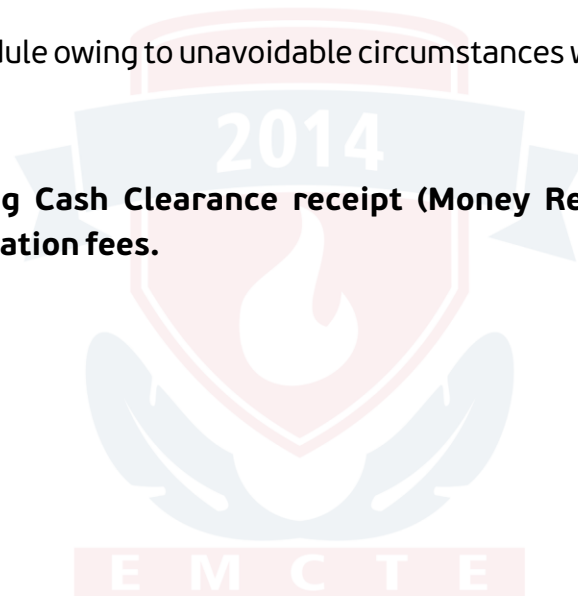 dule owing to unavoidable circumstances w
2014
g Cash Clearance receipt (Money Re
ation fees.
E M C T E